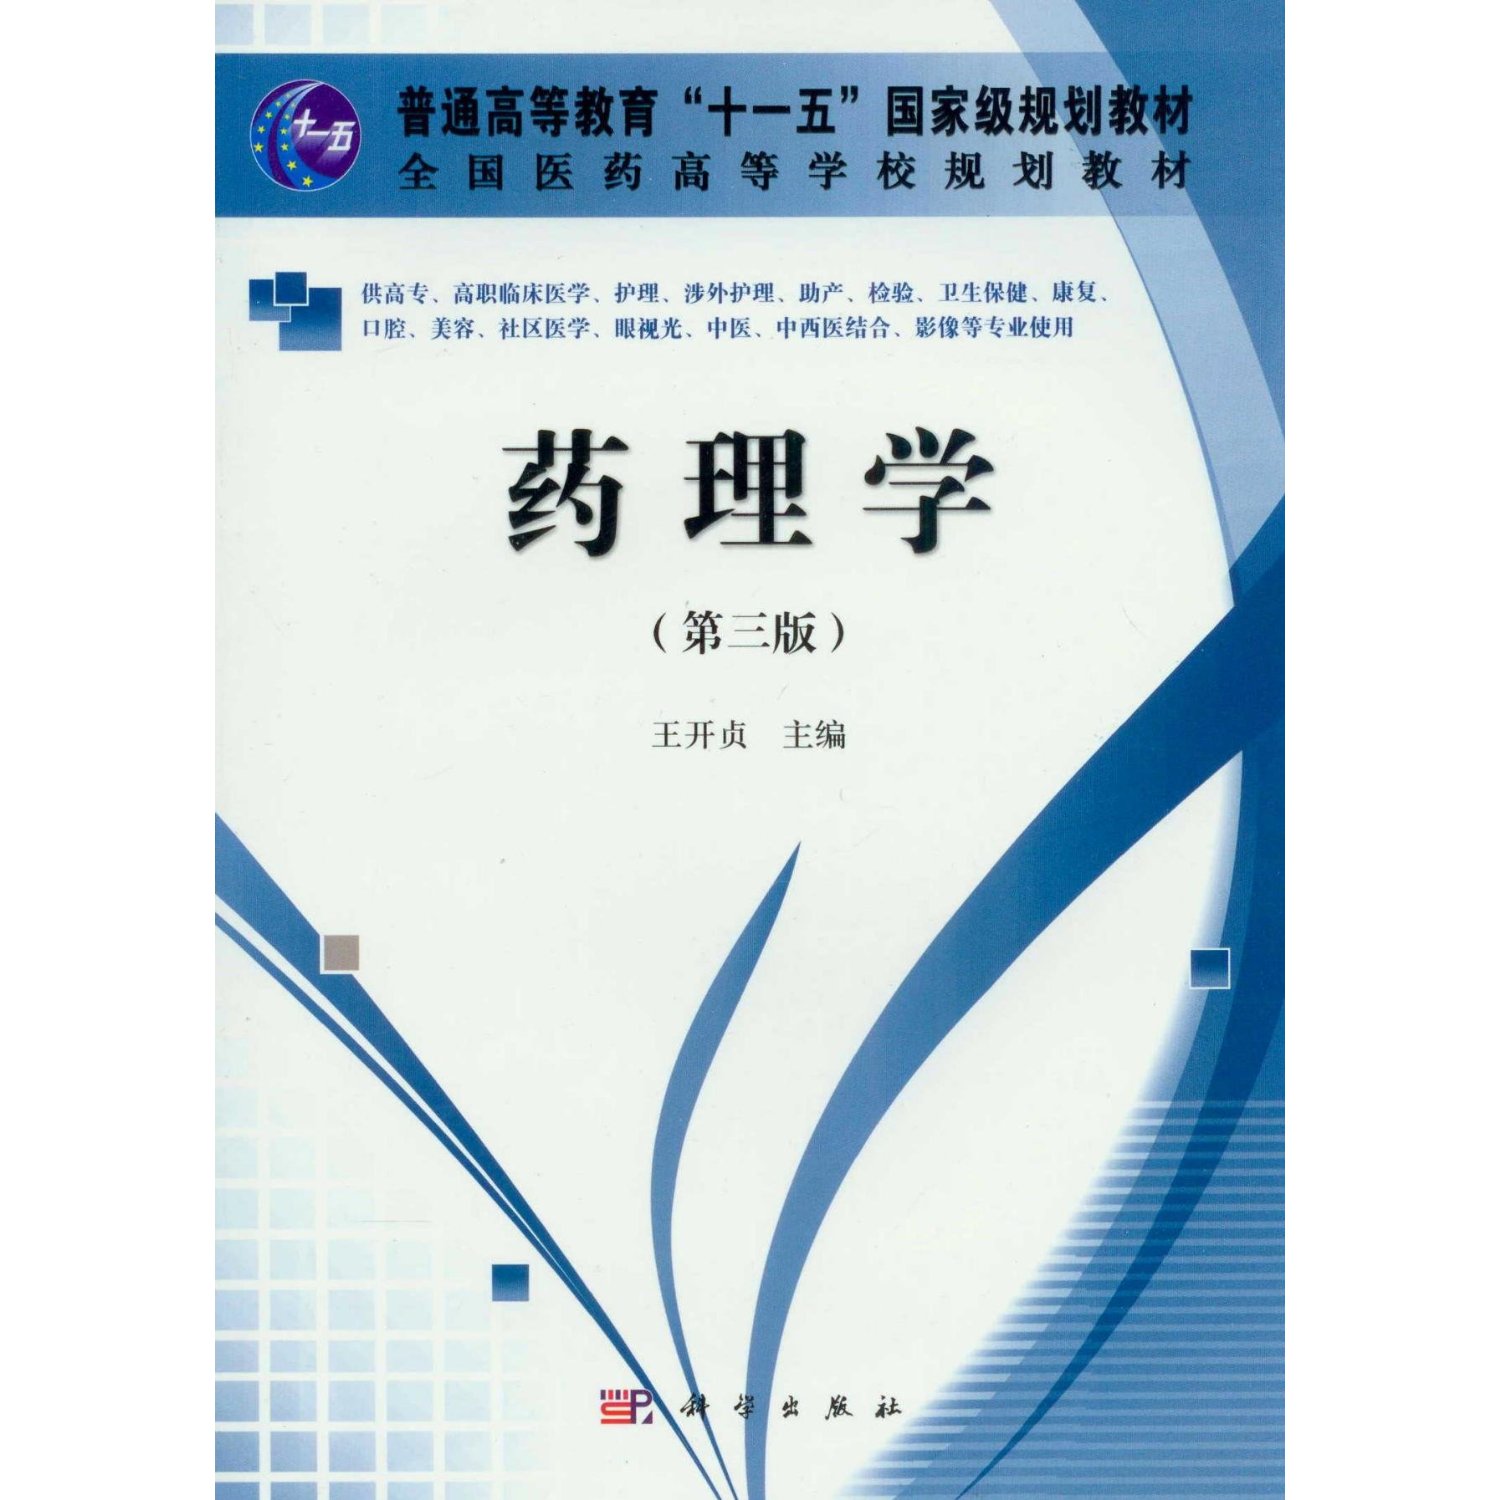 十一五
普通高等教育“十一五”国家级规划教材
全国医药高等学校规划教材
供高专、高职临床医学、护理、涉外护理、助产、检验、卫生保健、康复、
口腔、美容、社区医学、眼视光、中医、中西医结合、影像等专业使用
药理学
（第三版）
王开贞 主编
科学出版社